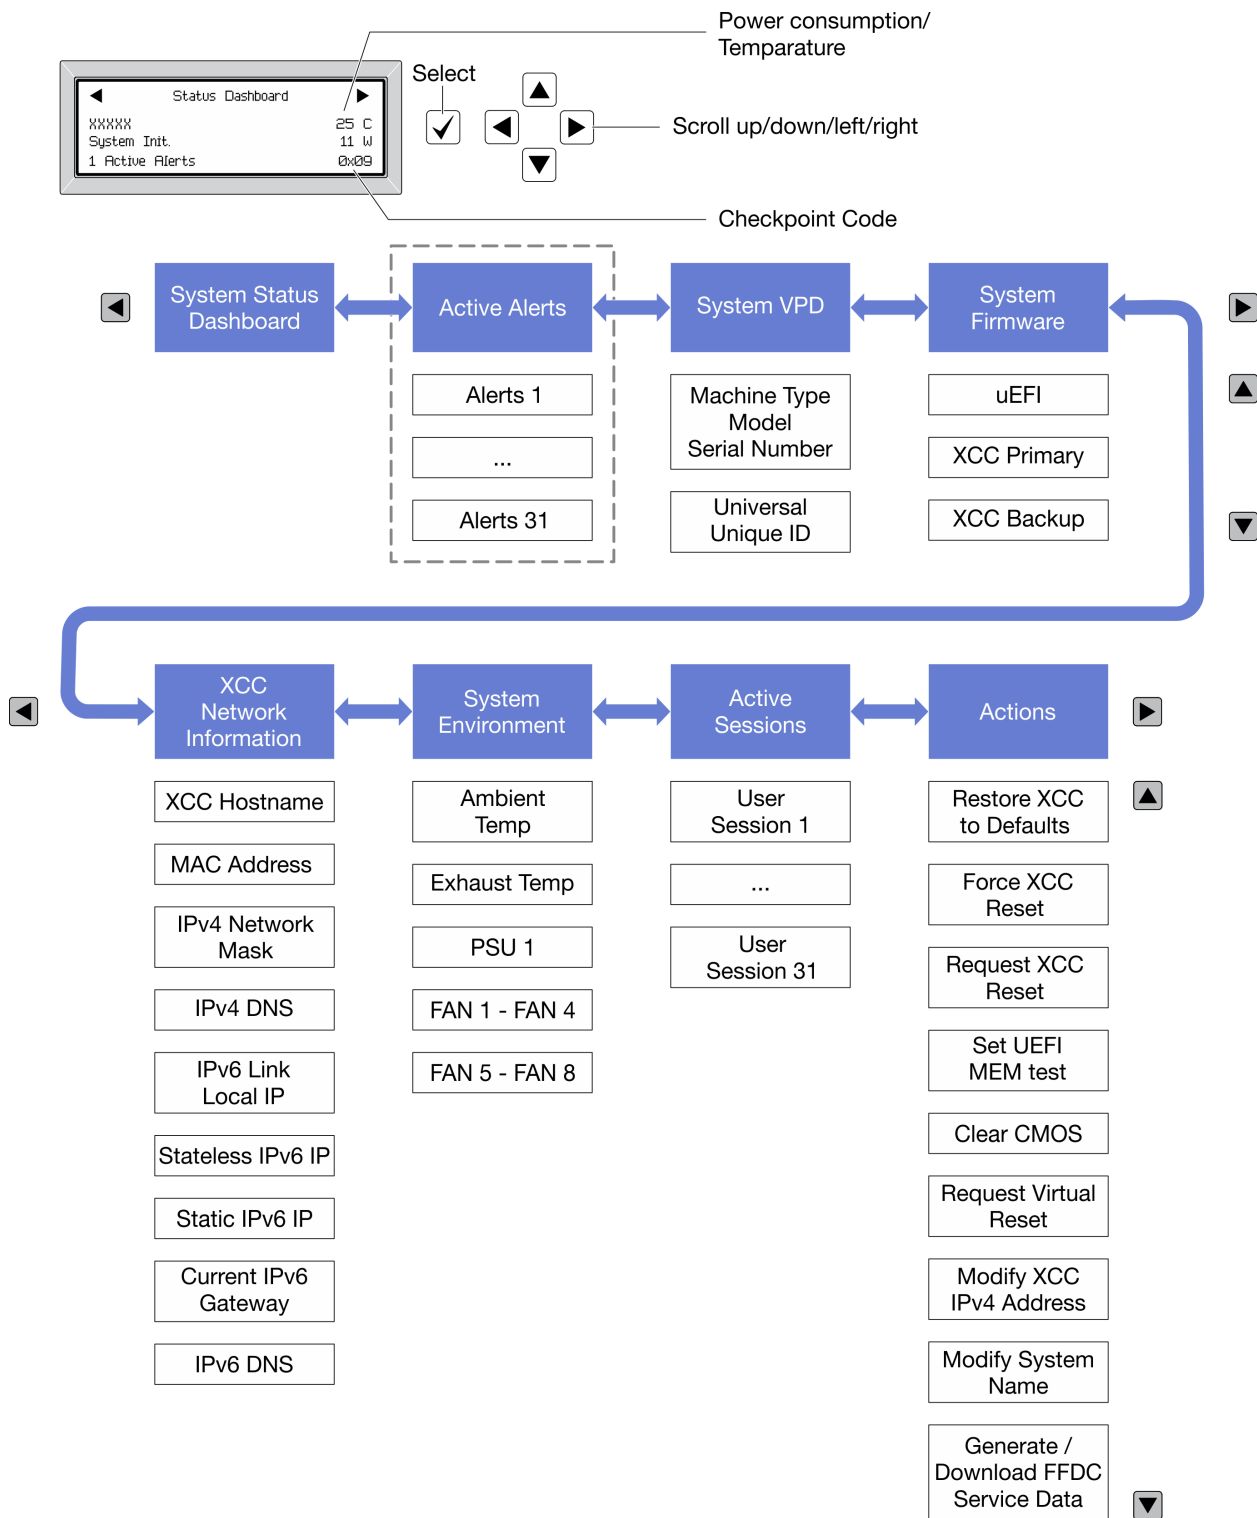 Power consumption/
Temparature
Select
Status Dashboard
XXXXX 25 C
System Init. 11 W
1 Active Alerts 0x09
Scroll up/down/left/right
Checkpoint Code
System Status
Dashboard
Active Alerts
System VPD
System
Firmware
Alerts 1
...
Alerts 31
Machine Type
Model
Serial Number
Universal
Unique ID
uEFI
XCC Primary
XCC Backup
XCC
Network
Information
System
Environment
Active
Sessions
Actions
XCC Hostname
MAC Address
IPv4 Network
Mask
IPv4 DNS
IPv6 Link
Local IP
Stateless IPv6 IP
Static IPv6 IP
Current IPv6
Gateway
IPv6 DNS
Ambient
Temp
Exhaust Temp
PSU 1
FAN 1 - FAN 4
FAN 5 - FAN 8
User
Session 1
...
User
Session 31
Restore XCC
to Defaults
Force XCC
Reset
Request XCC
Reset
Set UEFI
MEM test
Clear CMOS
Request Virtual
Reset
Modify XCC
IPv4 Address
Modify System
Name
Generate /
Download FFDC
Service Data